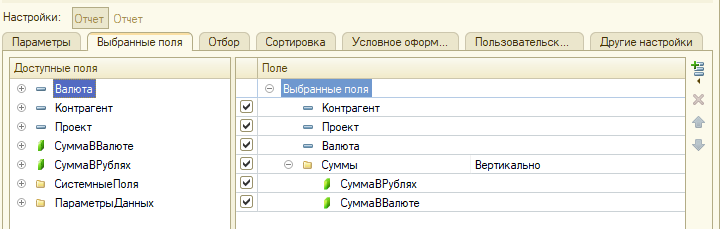 Настройки: Отчет Отчет
Параметры Выбранные поля Отбор Сортировка Условное оформ... Пользовательск... Другие настройки
Доступные поля
Валюта
Контрагент
Проект
СуммаВВалюте
СуммаВРублях
СистемныеПоля
ПараметрыДанных
Поле
Выбранные поля
Контрагент
Проект
Валюта
Суммы Вертикально
СуммаВРублях
СуммаВВалюте